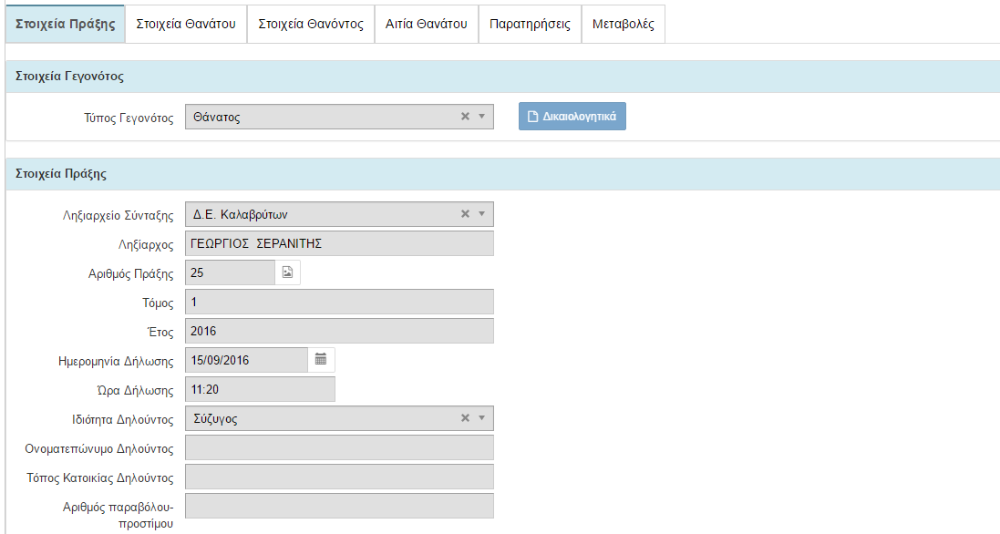 Στοιχεία Πράξης Στοιχεία Θανάτου Στοιχεία Θανόντος Αιτία Θανάτου Παρατηρήσεις Μεταβολές
Στοιχεία Γεγονότος
Τύπος Γεγονότος Θάνατος Δικαιολογητικά
Στοιχεία Πράξης
Ληξιαρχείο Σύνταξης Δ.Ε. Καλαβρύτων
Ληξίαρχος ΓΕΩΡΓΙΟΣ ΣΕΡΑΝΙΤΗΣ
Αριθμός Πράξης 25
Τόμος 1
Έτος 2016
Ημερομηνία Δήλωσης 15/09/2016
Ώρα Δήλωσης 11:20
Ιδιότητα Δηλούντος Σύζυγος
Ονοματεπώνυμο Δηλούντος
Τόπος Κατοικίας Δηλούντος
Αριθμός παραβόλου-
προστίμου